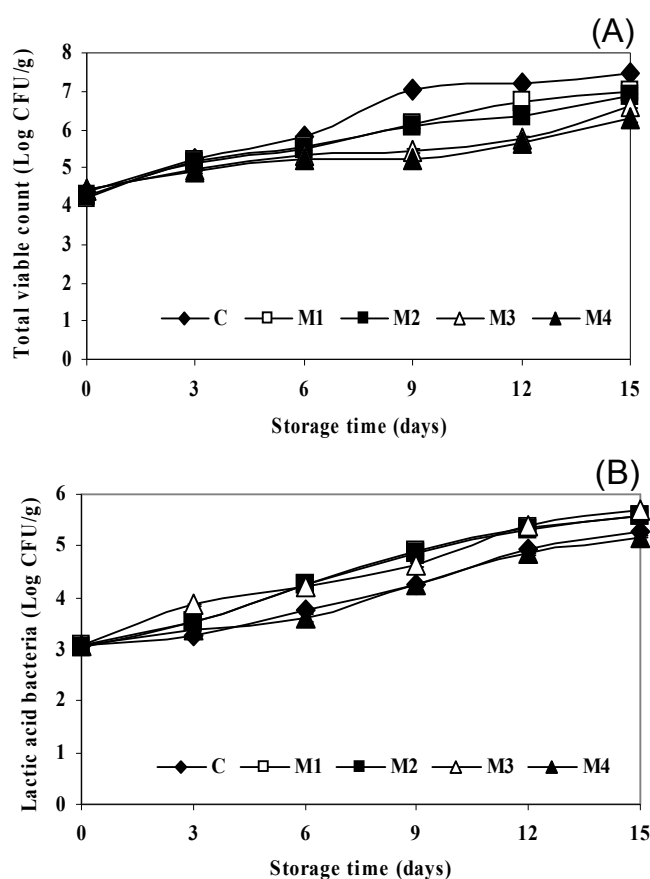 (A)
Total viable count (Log CFU/g)
8
7
6
5
4
3
2
1
0
C M1 M2 M3 M4
0 3 6 9 12 15
Storage time (days)
(B)
Lactic acid bacteria (Log CFU/g)
6
5
4
3
2
1
0
C M1 M2 M3 M4
0 3 6 9 12 15
Storage time (days)